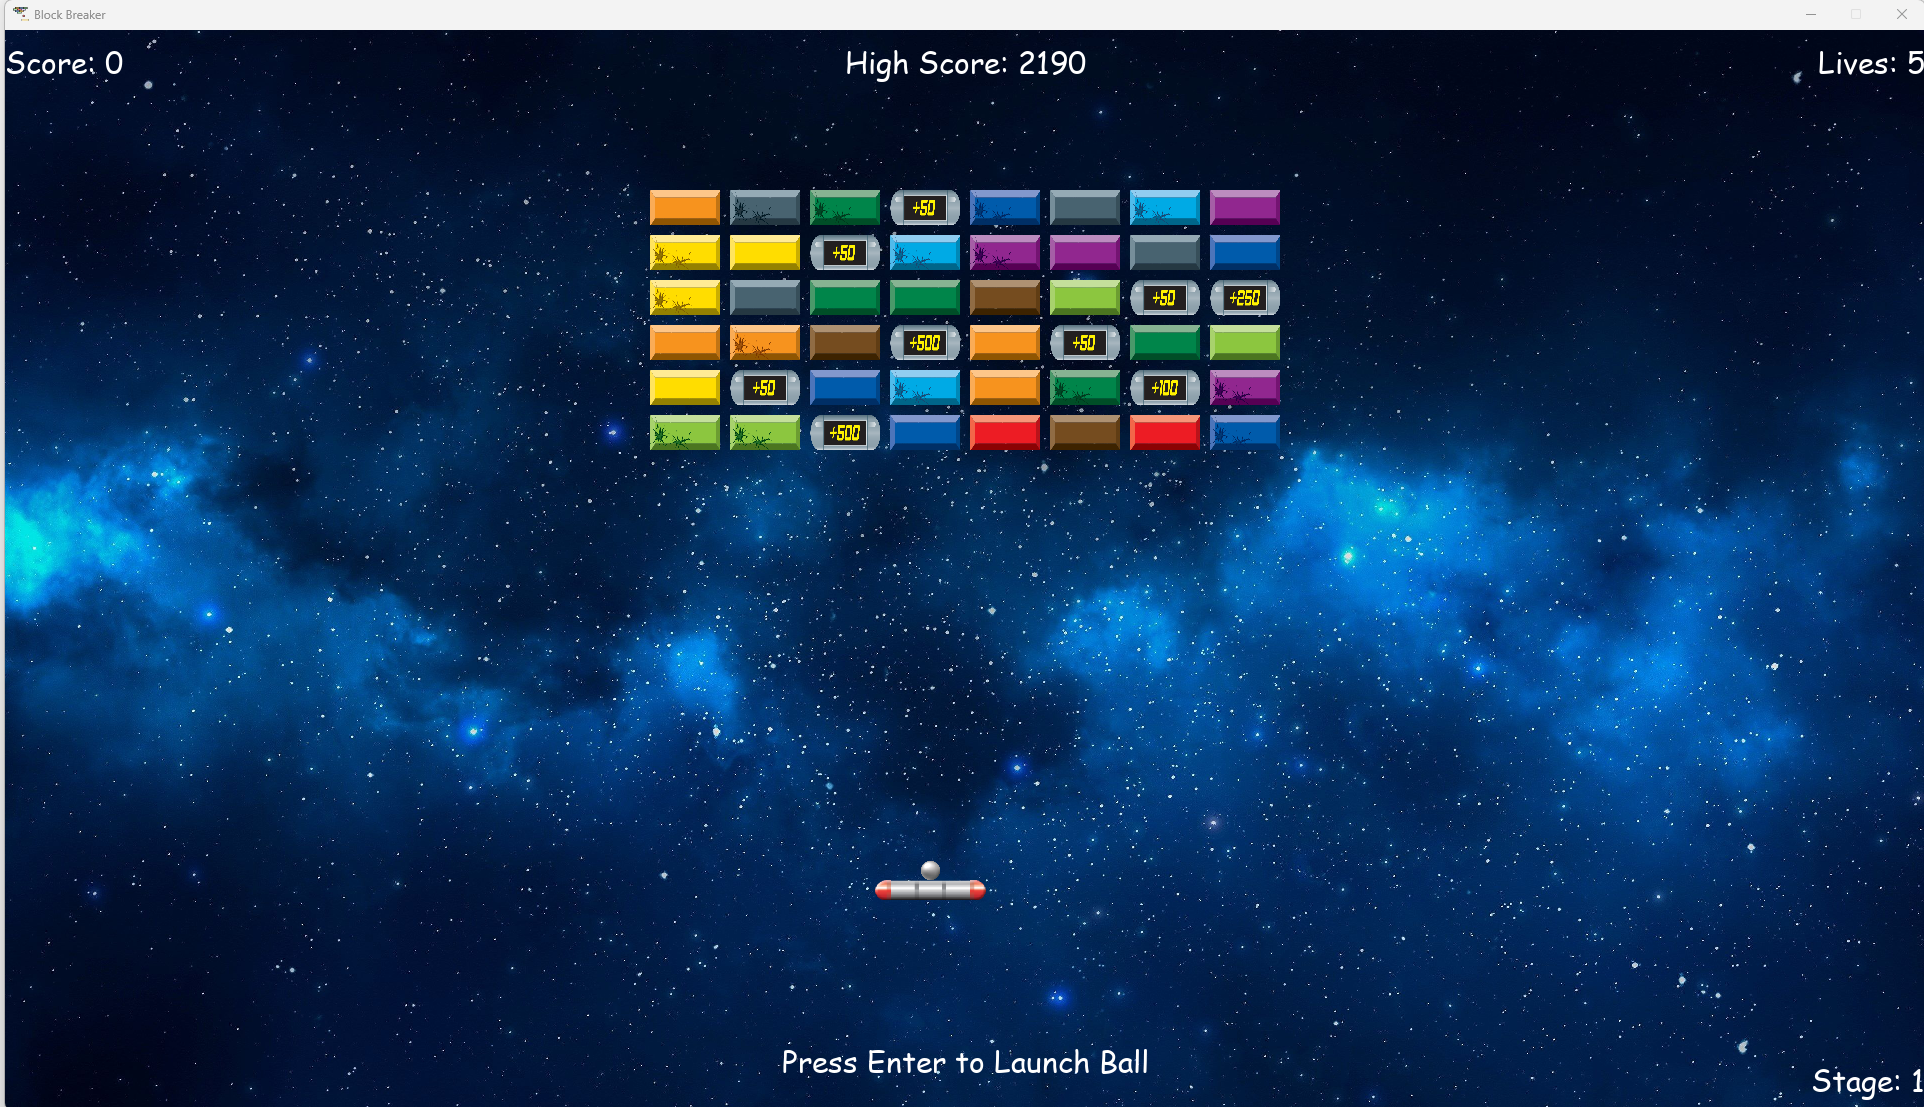 Block Breaker
Score: 0
High Score: 2190
Lives: 5
+50
+50
+50
+250
+500
+50
+50
+100
+500
Press Enter to Launch Ball
Stage: 1